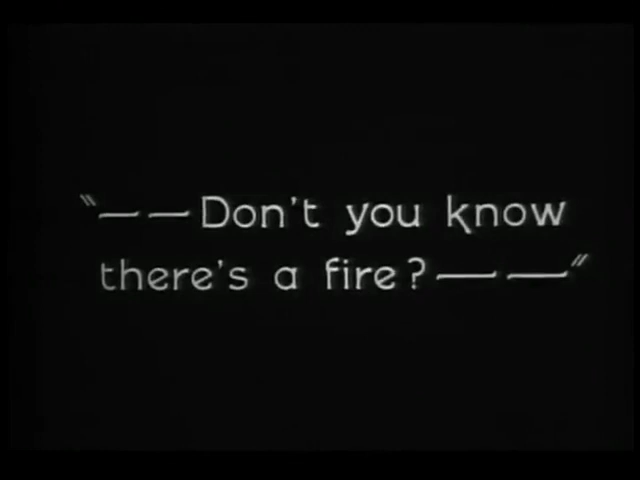 "— —Don't you know
there's a fire?— —"